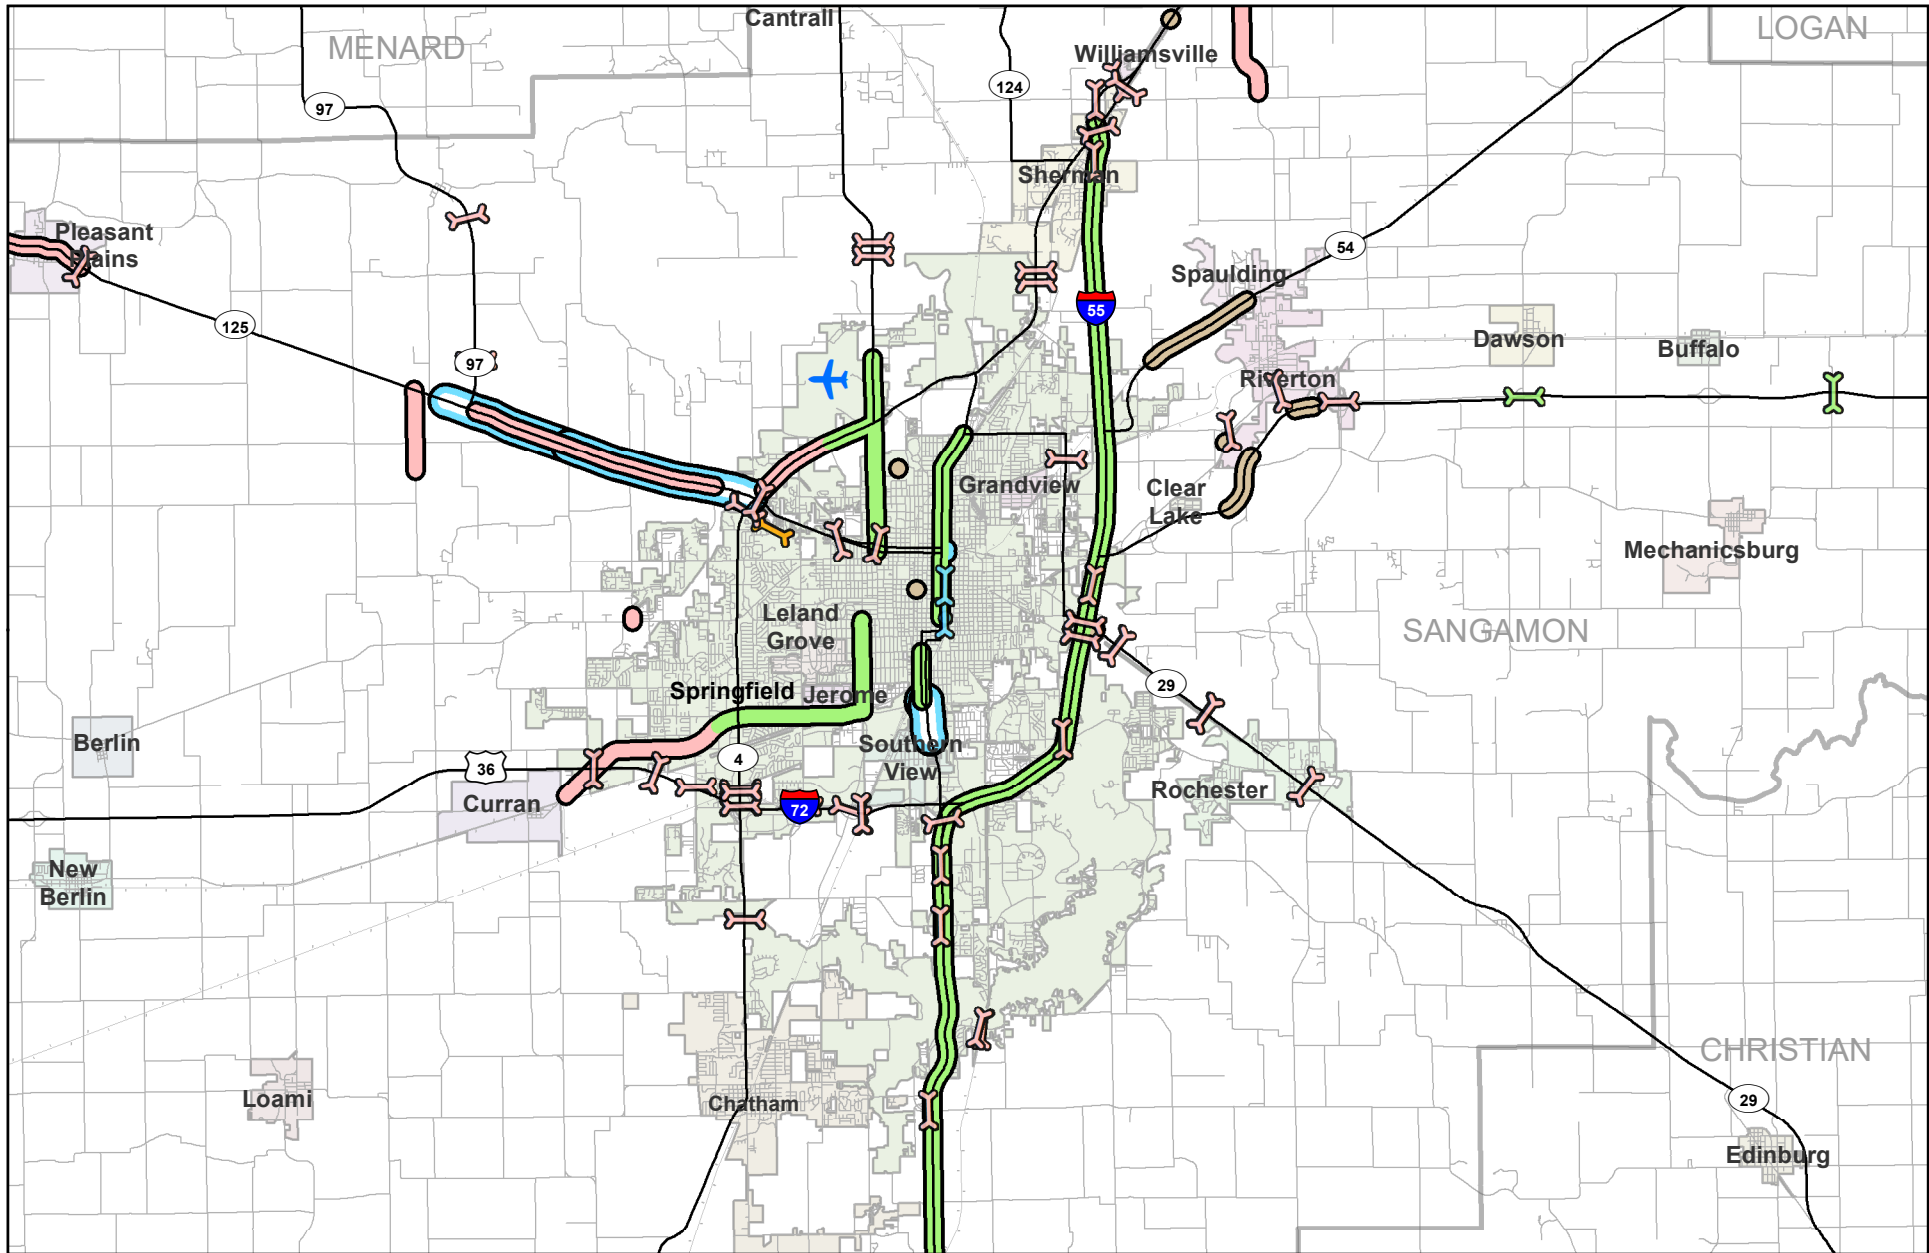 Cantrall
LOGAN
MENARD
Williamsville
124
97
Sherman
Pleasant
Plains
54
Spaulding
55
125
Dawson
Buffalo
97
Riverton
Grandview
Clear
Lake
Mechanicsburg
Leland
Grove
SANGAMON
29
Springfield
Jerome
Berlin
Southern
View
4
36
Rochester
Curran
72
New
Berlin
CHRISTIAN
Loami
Chatham
29
Edinburg